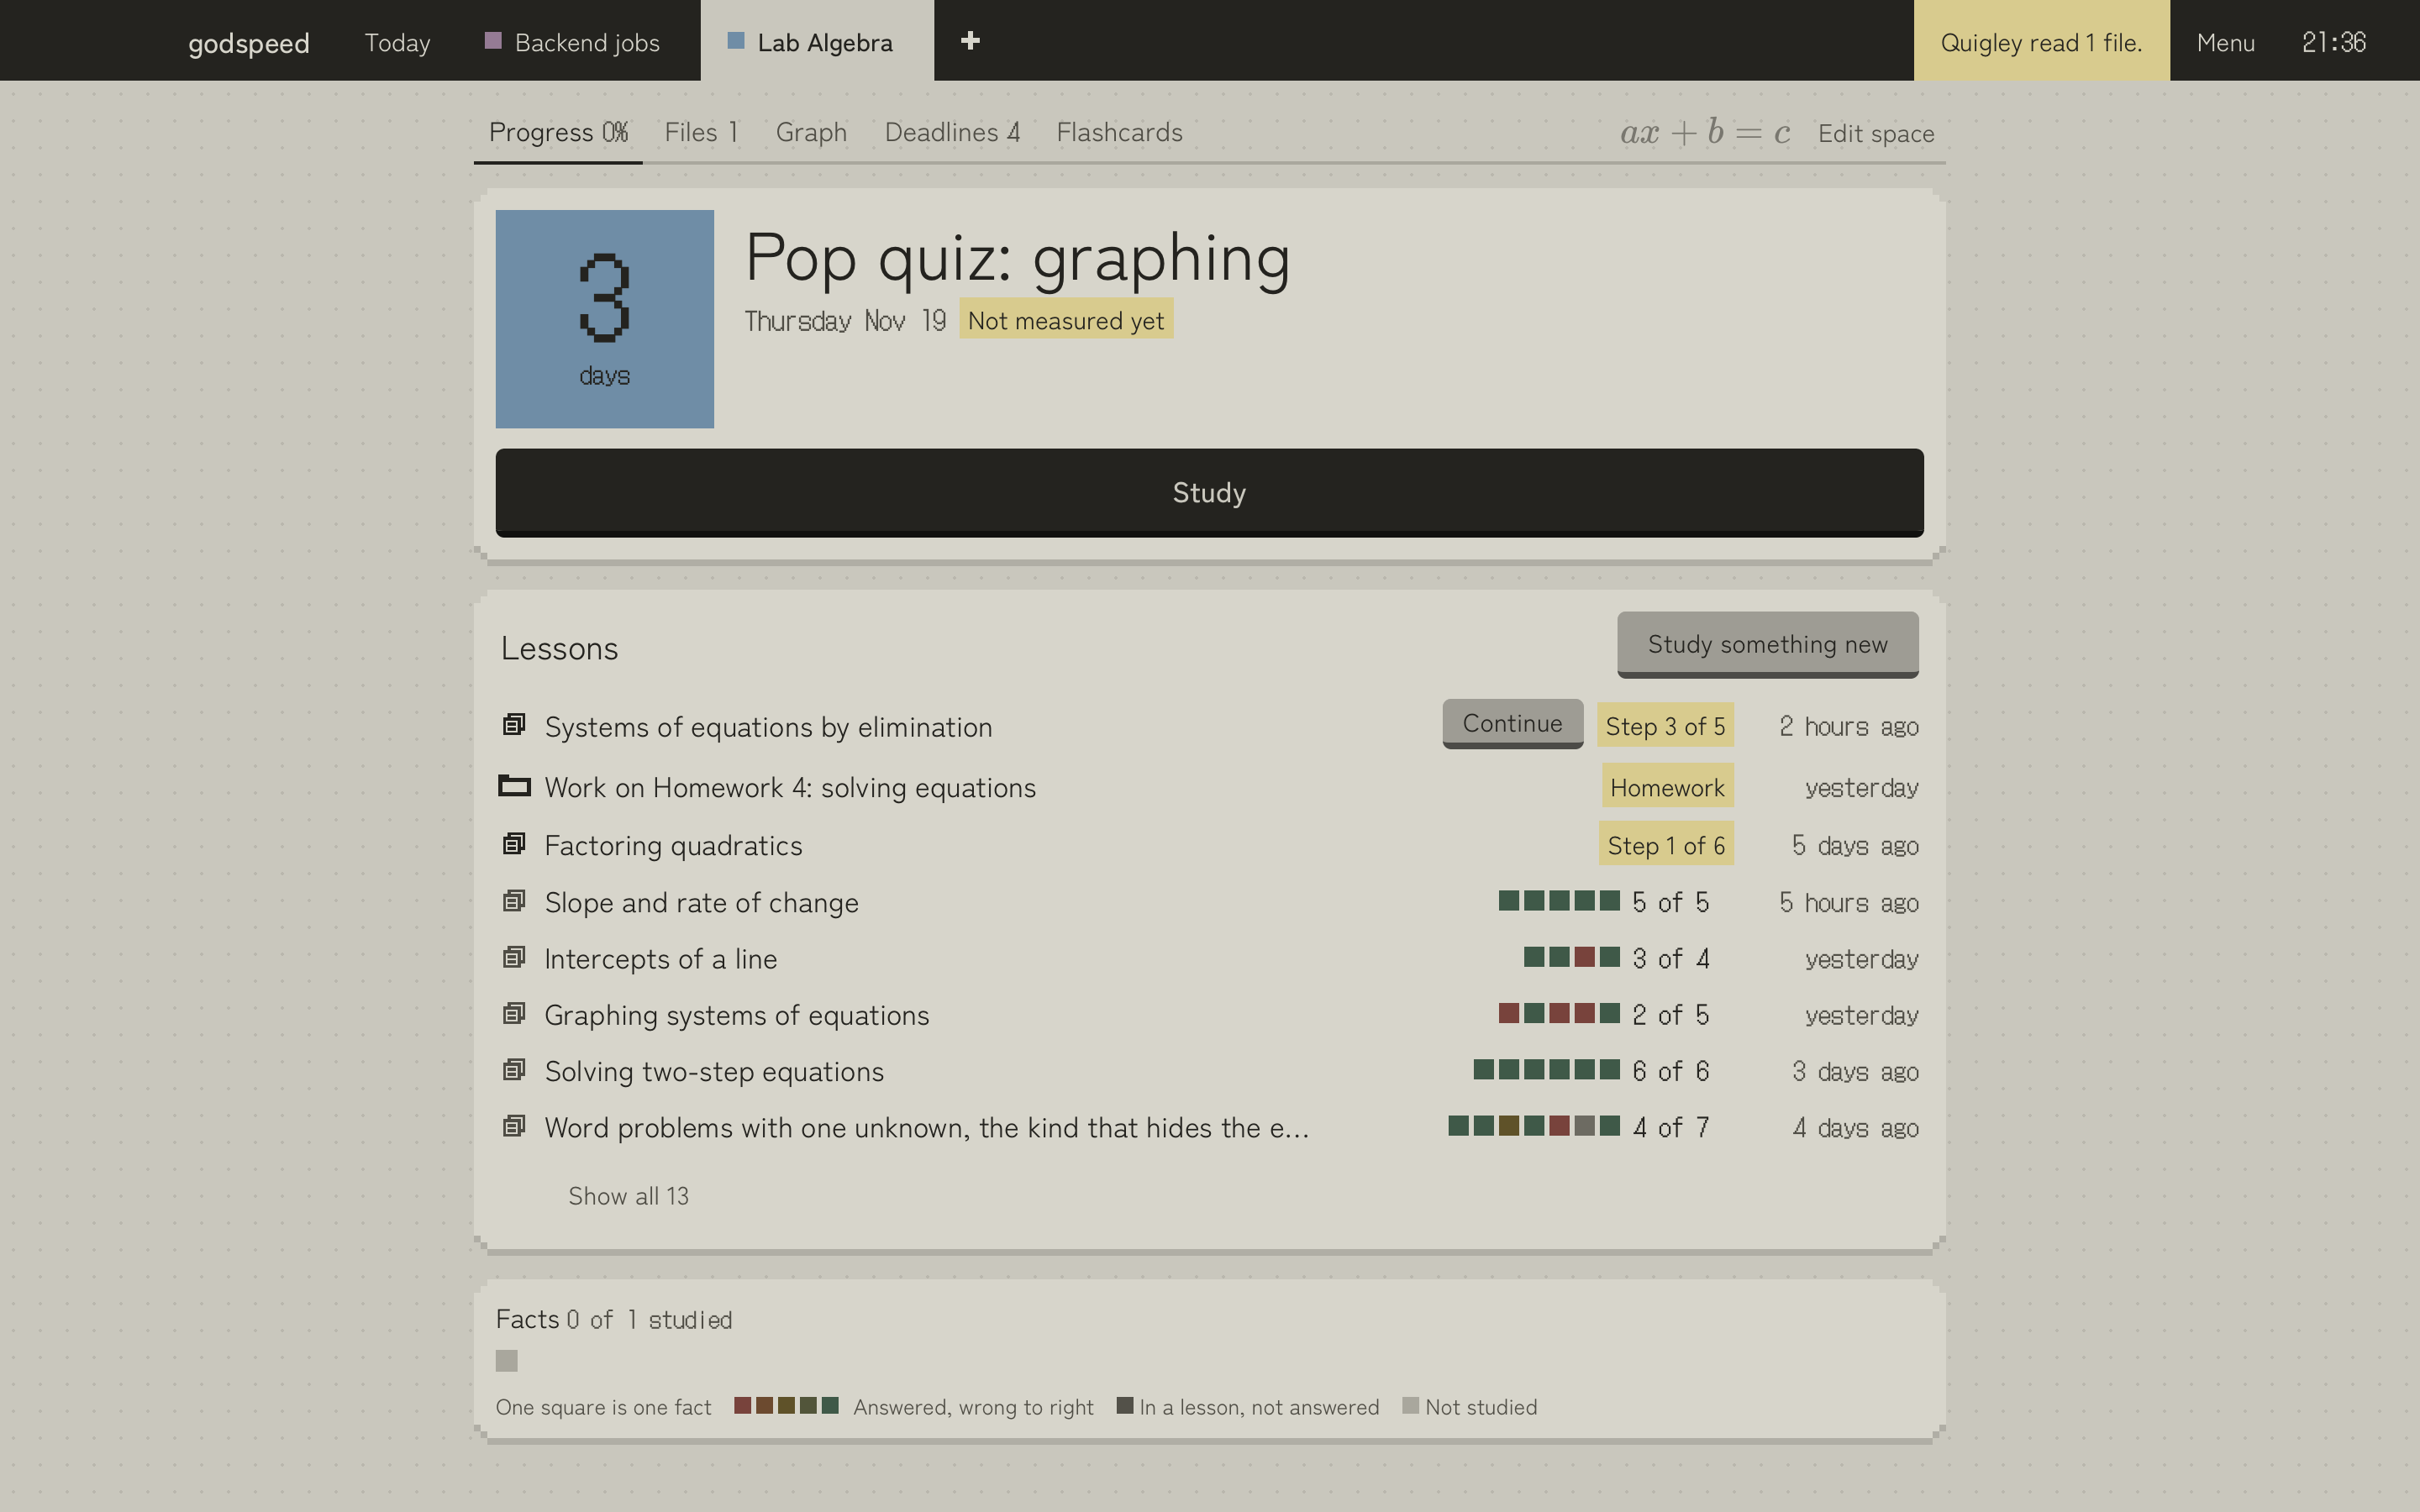 godspeed Today Backend jobs Lab Algebra + Quigley read 1 file. Menu 21:36
Progress 0% Files 1 Graph Deadlines 4 Flashcards ax + b = c Edit space
3
days
Pop quiz: graphing
Thursday Nov 19 Not measured yet
Study
Lessons Study something new
Systems of equations by elimination Continue Step 3 of 5 2 hours ago
Work on Homework 4: solving equations Homework yesterday
Factoring quadratics Step 1 of 6 5 days ago
Slope and rate of change 5 of 5 5 hours ago
Intercepts of a line 3 of 4 yesterday
Graphing systems of equations 2 of 5 yesterday
Solving two-step equations 6 of 6 3 days ago
Word problems with one unknown, the kind that hides the e... 4 of 7 4 days ago
Show all 13
Facts 0 of 1 studied
One square is one fact Answered, wrong to right In a lesson, not answered Not studied